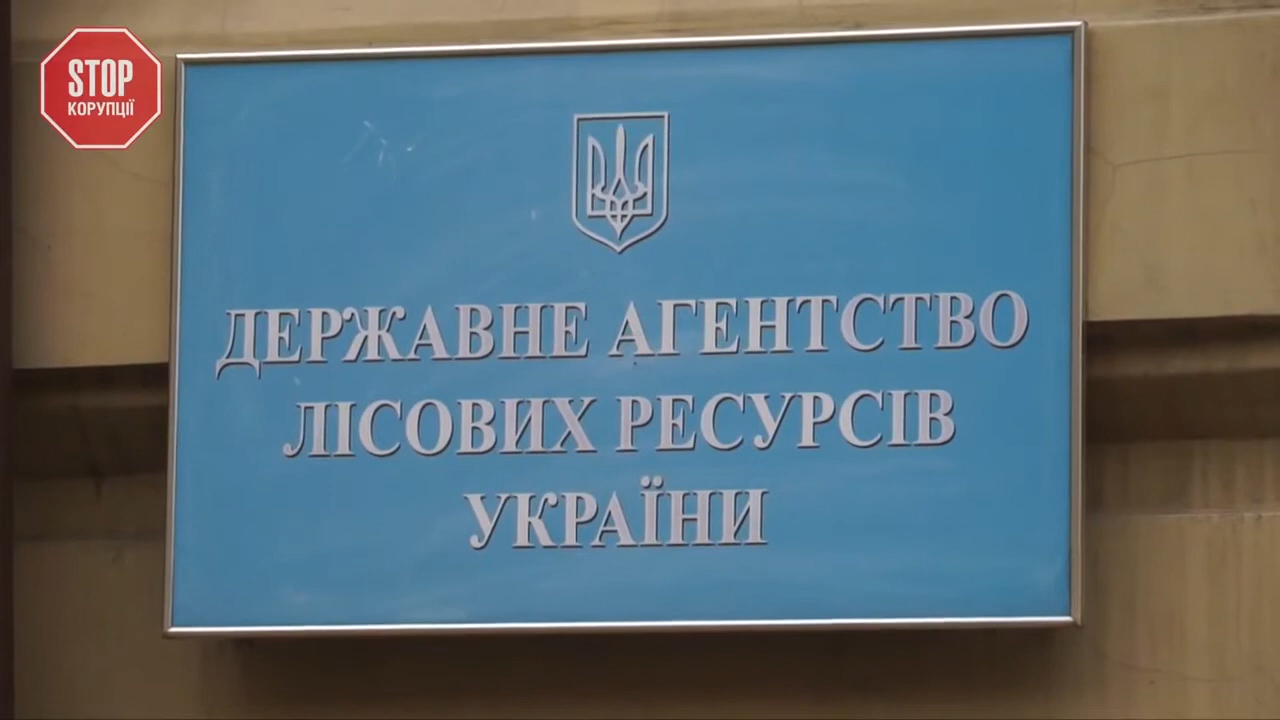 STOP
КОРУПЦІЇ
ДЕРЖАВНЕ АГЕНТСТВО
ЛІСОВИХ РЕСУРСІВ
УКРАЇНИ